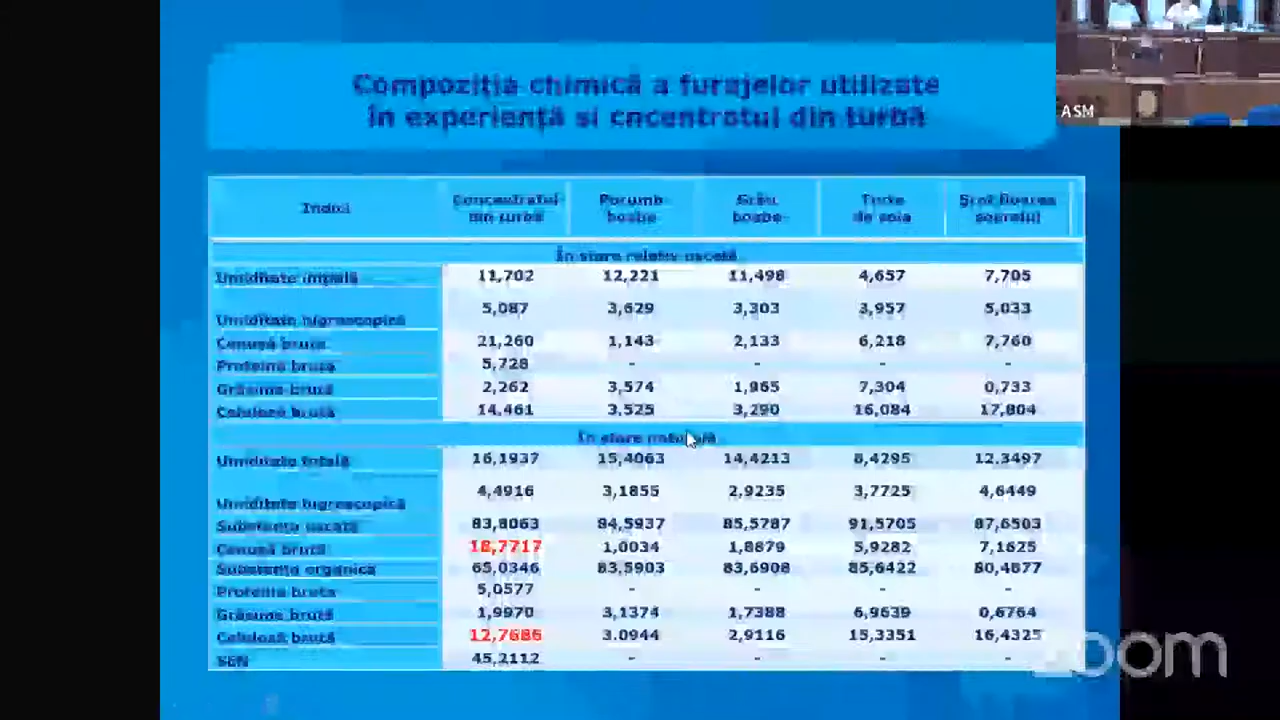 Compoziția chimică a furajelor utilizate
în experiență si cncentratul din turbă
ASM
Indicii Concentratul din turbă Porumb boabe Grâu boabe Turte de soia Șrot floarea soarelui
În stare relativ uscată
Umiditate inițială 11,702 12,221 11,498 4,657 7,705
Umiditate higroscopică 5,087 3,629 3,303 3,957 5,033
Cenușă brută 21,260 1,143 2,133 6,218 7,760
Proteină brută 5,728 - - - -
Grăsime brută 2,262 3,574 1,965 7,304 0,733
Celuloză brută 14,461 3,525 3,290 16,084 17,804
În stare naturală
Umiditate totală 16,1937 15,4063 14,4213 8,4295 12,3497
Umiditate higroscopică 4,4916 3,1855 2,9235 3,7725 4,6449
Substanța uscată 83,8063 84,5937 85,5787 91,5705 87,6503
Cenușă brută 18,7717 1,0034 1,8879 5,9282 7,1625
Substanța organică 65,0346 83,5903 83,6908 85,6422 80,4877
Proteina bruta 5,0577 - - - -
Grăsime brută 1,9970 3,1374 1,7388 6,9639 0,6764
Celuloză brută 12,7686 3.0944 2,9116 15,3351 16,4325
SEN 45,2112 - - - -
zoom